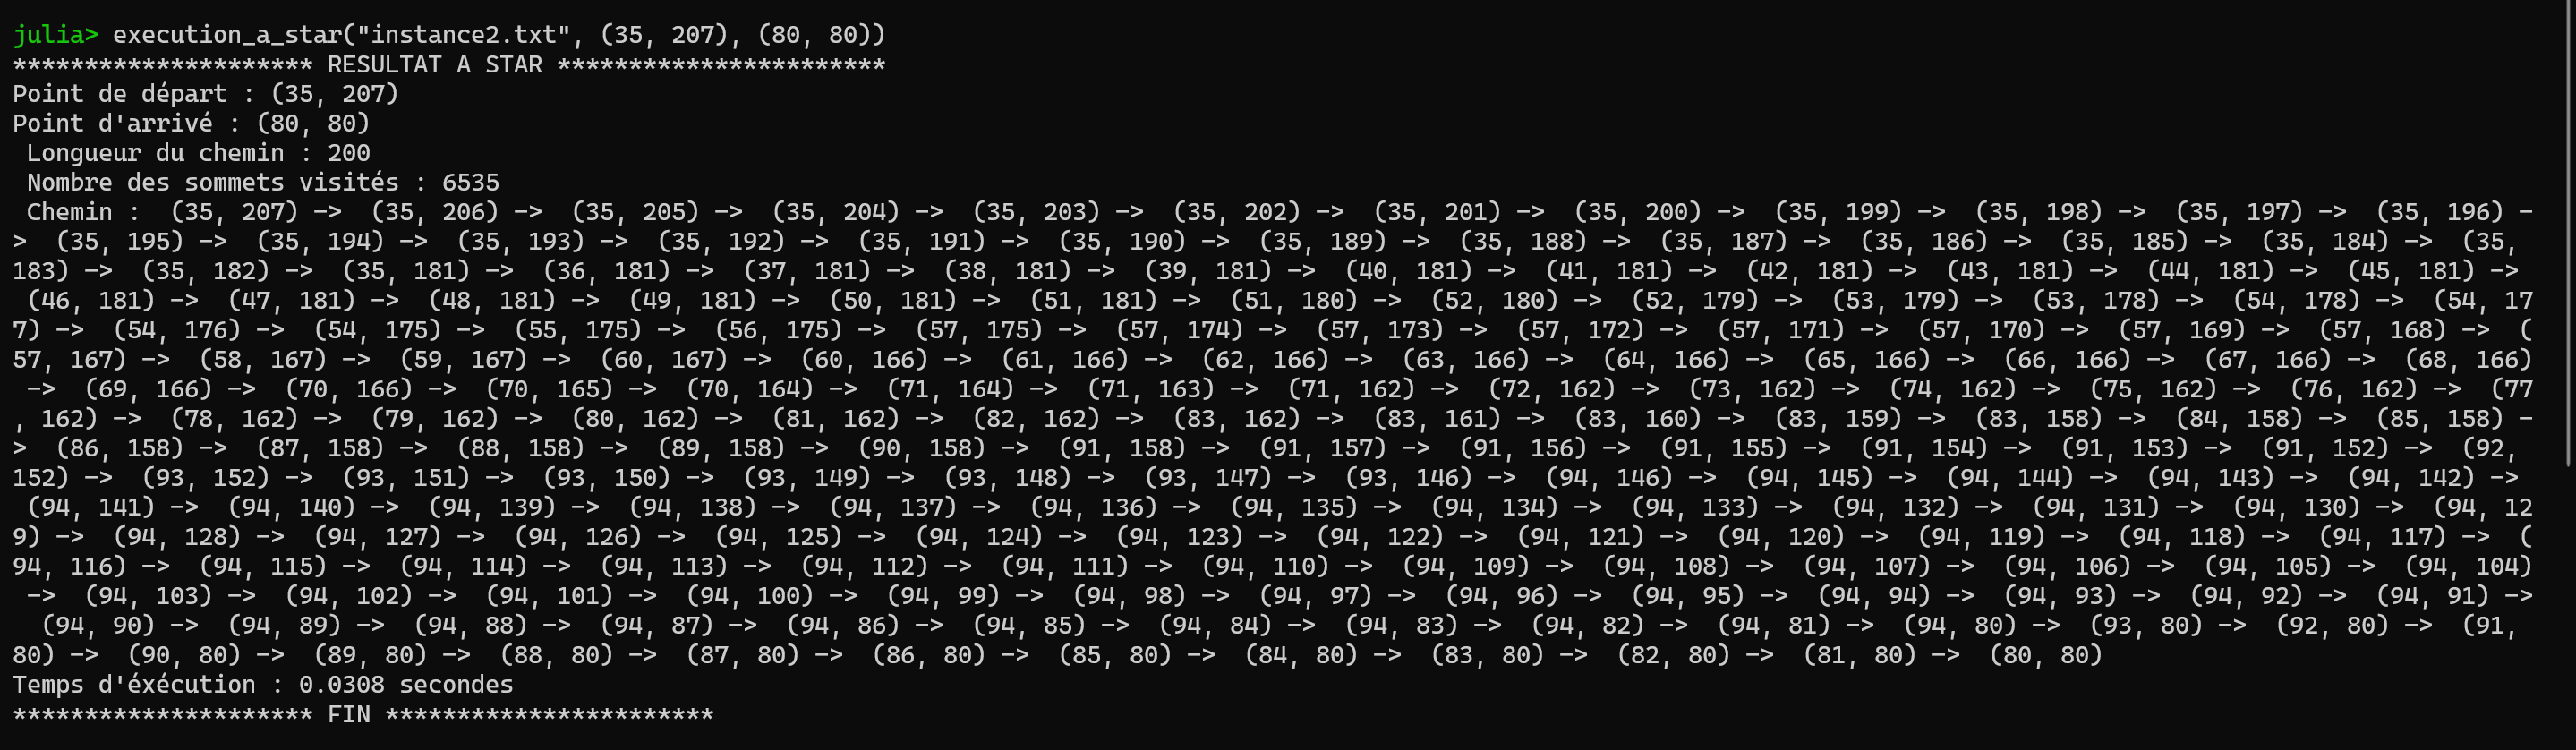 julia> execution_a_star("instance2.txt", (35, 207), (80, 80))
********************* RESULTAT A STAR ***********************
Point de départ : (35, 207)
Point d'arrivé : (80, 80)
 Longueur du chemin : 200
 Nombre des sommets visités : 6535
 Chemin :  (35, 207) ->  (35, 206) ->  (35, 205) ->  (35, 204) ->  (35, 203) ->  (35, 202) ->  (35, 201) ->  (35, 200) ->  (35, 199) ->  (35, 198) ->  (35, 197) ->  (35, 196) -
>  (35, 195) ->  (35, 194) ->  (35, 193) ->  (35, 192) ->  (35, 191) ->  (35, 190) ->  (35, 189) ->  (35, 188) ->  (35, 187) ->  (35, 186) ->  (35, 185) ->  (35, 184) ->  (35,
183) ->  (35, 182) ->  (35, 181) ->  (36, 181) ->  (37, 181) ->  (38, 181) ->  (39, 181) ->  (40, 181) ->  (41, 181) ->  (42, 181) ->  (43, 181) ->  (44, 181) ->  (45, 181) ->
 (46, 181) ->  (47, 181) ->  (48, 181) ->  (49, 181) ->  (50, 181) ->  (51, 181) ->  (51, 180) ->  (52, 180) ->  (52, 179) ->  (53, 179) ->  (53, 178) ->  (54, 178) ->  (54, 17
7) ->  (54, 176) ->  (54, 175) ->  (55, 175) ->  (56, 175) ->  (57, 175) ->  (57, 174) ->  (57, 173) ->  (57, 172) ->  (57, 171) ->  (57, 170) ->  (57, 169) ->  (57, 168) ->  (
57, 167) ->  (58, 167) ->  (59, 167) ->  (60, 167) ->  (60, 166) ->  (61, 166) ->  (62, 166) ->  (63, 166) ->  (64, 166) ->  (65, 166) ->  (66, 166) ->  (67, 166) ->  (68, 166)
 ->  (69, 166) ->  (70, 166) ->  (70, 165) ->  (70, 164) ->  (71, 164) ->  (71, 163) ->  (71, 162) ->  (72, 162) ->  (73, 162) ->  (74, 162) ->  (75, 162) ->  (76, 162) ->  (77
, 162) ->  (78, 162) ->  (79, 162) ->  (80, 162) ->  (81, 162) ->  (82, 162) ->  (83, 162) ->  (83, 161) ->  (83, 160) ->  (83, 159) ->  (83, 158) ->  (84, 158) ->  (85, 158) -
>  (86, 158) ->  (87, 158) ->  (88, 158) ->  (89, 158) ->  (90, 158) ->  (91, 158) ->  (91, 157) ->  (91, 156) ->  (91, 155) ->  (91, 154) ->  (91, 153) ->  (91, 152) ->  (92,
152) ->  (93, 152) ->  (93, 151) ->  (93, 150) ->  (93, 149) ->  (93, 148) ->  (93, 147) ->  (93, 146) ->  (94, 146) ->  (94, 145) ->  (94, 144) ->  (94, 143) ->  (94, 142) ->
 (94, 141) ->  (94, 140) ->  (94, 139) ->  (94, 138) ->  (94, 137) ->  (94, 136) ->  (94, 135) ->  (94, 134) ->  (94, 133) ->  (94, 132) ->  (94, 131) ->  (94, 130) ->  (94, 12
9) ->  (94, 128) ->  (94, 127) ->  (94, 126) ->  (94, 125) ->  (94, 124) ->  (94, 123) ->  (94, 122) ->  (94, 121) ->  (94, 120) ->  (94, 119) ->  (94, 118) ->  (94, 117) ->  (
94, 116) ->  (94, 115) ->  (94, 114) ->  (94, 113) ->  (94, 112) ->  (94, 111) ->  (94, 110) ->  (94, 109) ->  (94, 108) ->  (94, 107) ->  (94, 106) ->  (94, 105) ->  (94, 104)
 ->  (94, 103) ->  (94, 102) ->  (94, 101) ->  (94, 100) ->  (94, 99) ->  (94, 98) ->  (94, 97) ->  (94, 96) ->  (94, 95) ->  (94, 94) ->  (94, 93) ->  (94, 92) ->  (94, 91) ->
  (94, 90) ->  (94, 89) ->  (94, 88) ->  (94, 87) ->  (94, 86) ->  (94, 85) ->  (94, 84) ->  (94, 83) ->  (94, 82) ->  (94, 81) ->  (94, 80) ->  (93, 80) ->  (92, 80) ->  (91,
80) ->  (90, 80) ->  (89, 80) ->  (88, 80) ->  (87, 80) ->  (86, 80) ->  (85, 80) ->  (84, 80) ->  (83, 80) ->  (82, 80) ->  (81, 80) ->  (80, 80)
Temps d'éxécution : 0.0308 secondes
********************* FIN ***********************